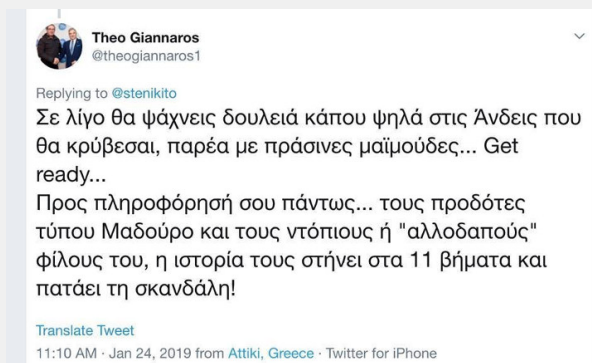 Theo Giannaros
@theogiannaros1
Replying to @stenikito
Σε λίγο θα ψάχνεις δουλειά κάπου ψηλά στις Άνδεις που
θα κρύβεσαι, παρέα με πράσινες μαϊμούδες... Get
ready...
Προς πληροφόρησή σου πάντως... τους προδότες
τύπου Μαδούρο και τους ντόπιους ή "αλλοδαπούς"
φίλους του, η ιστορία τους στήνει στα 11 βήματα και
πατάει τη σκανδάλη!
Translate Tweet
11:10 AM · Jan 24, 2019 from Attiki, Greece · Twitter for iPhone